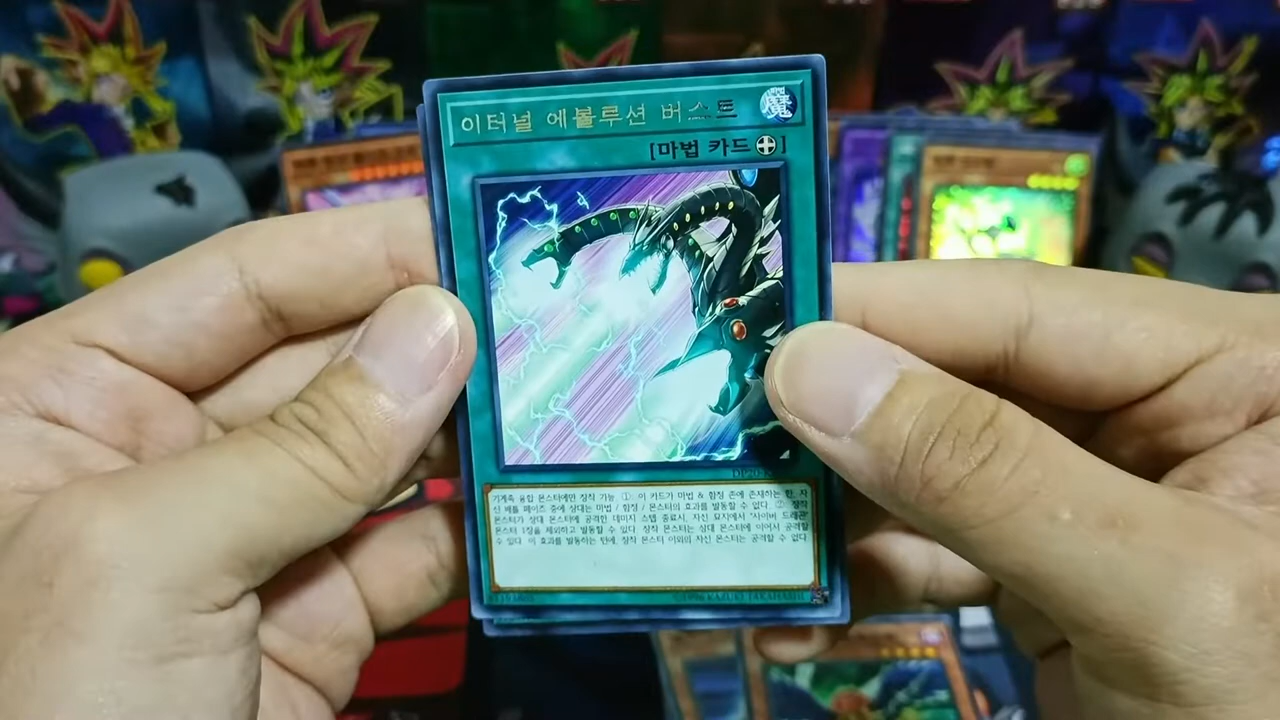 이터널 에볼루션 버스트
마법
魔
[마법 카드]
DP20-K
기계족 융합 몬스터에만 장착 가능. ①: 이 카드가 마법 & 함정 존에 존재하는 한, 자
신 배틀 페이즈 중에 상대는 마법 / 함정 / 몬스터의 효과를 발동할 수 없다. ②: 장착
몬스터가 상대 몬스터에 공격한 데미지 스텝 종료시, 자신 묘지에서 "사이버 드래곤"
몬스터 1장을 제외하고 발동할 수 있다. 장착 몬스터는 상대 몬스터에 이어서 공격할
수 있다. 이 효과를 발동하는 턴에, 장착 몬스터 이외의 자신 몬스터는 공격할 수 없다.
©1996 KAZUKI TAKAHASHI